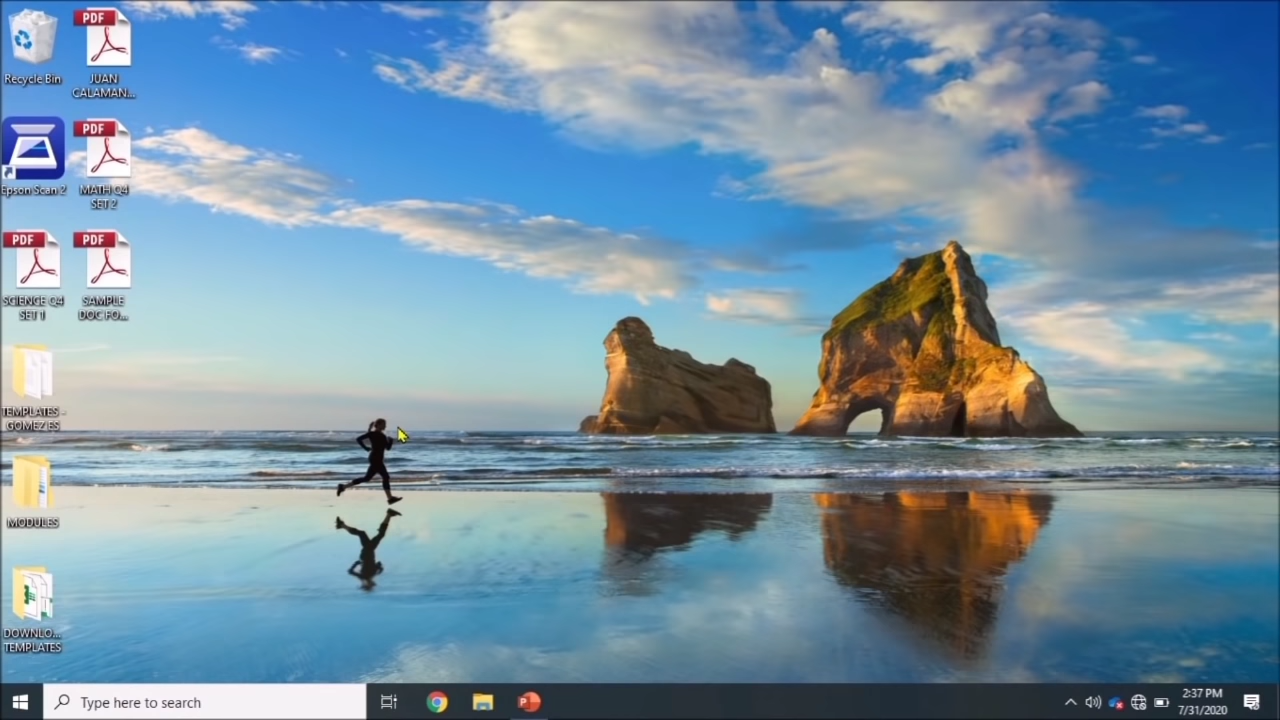 Recycle Bin
PDF
JUAN
CALAMAN...
Epson Scan 2
PDF
MATH Q4
SET 2
PDF
SCIENCE Q4
SET 1
PDF
SAMPLE
DOC FO...
TEMPLATES -
GOMEZ ES
MODULES
DOWNLO...
TEMPLATES
Type here to search
2:37 PM
7/31/2020